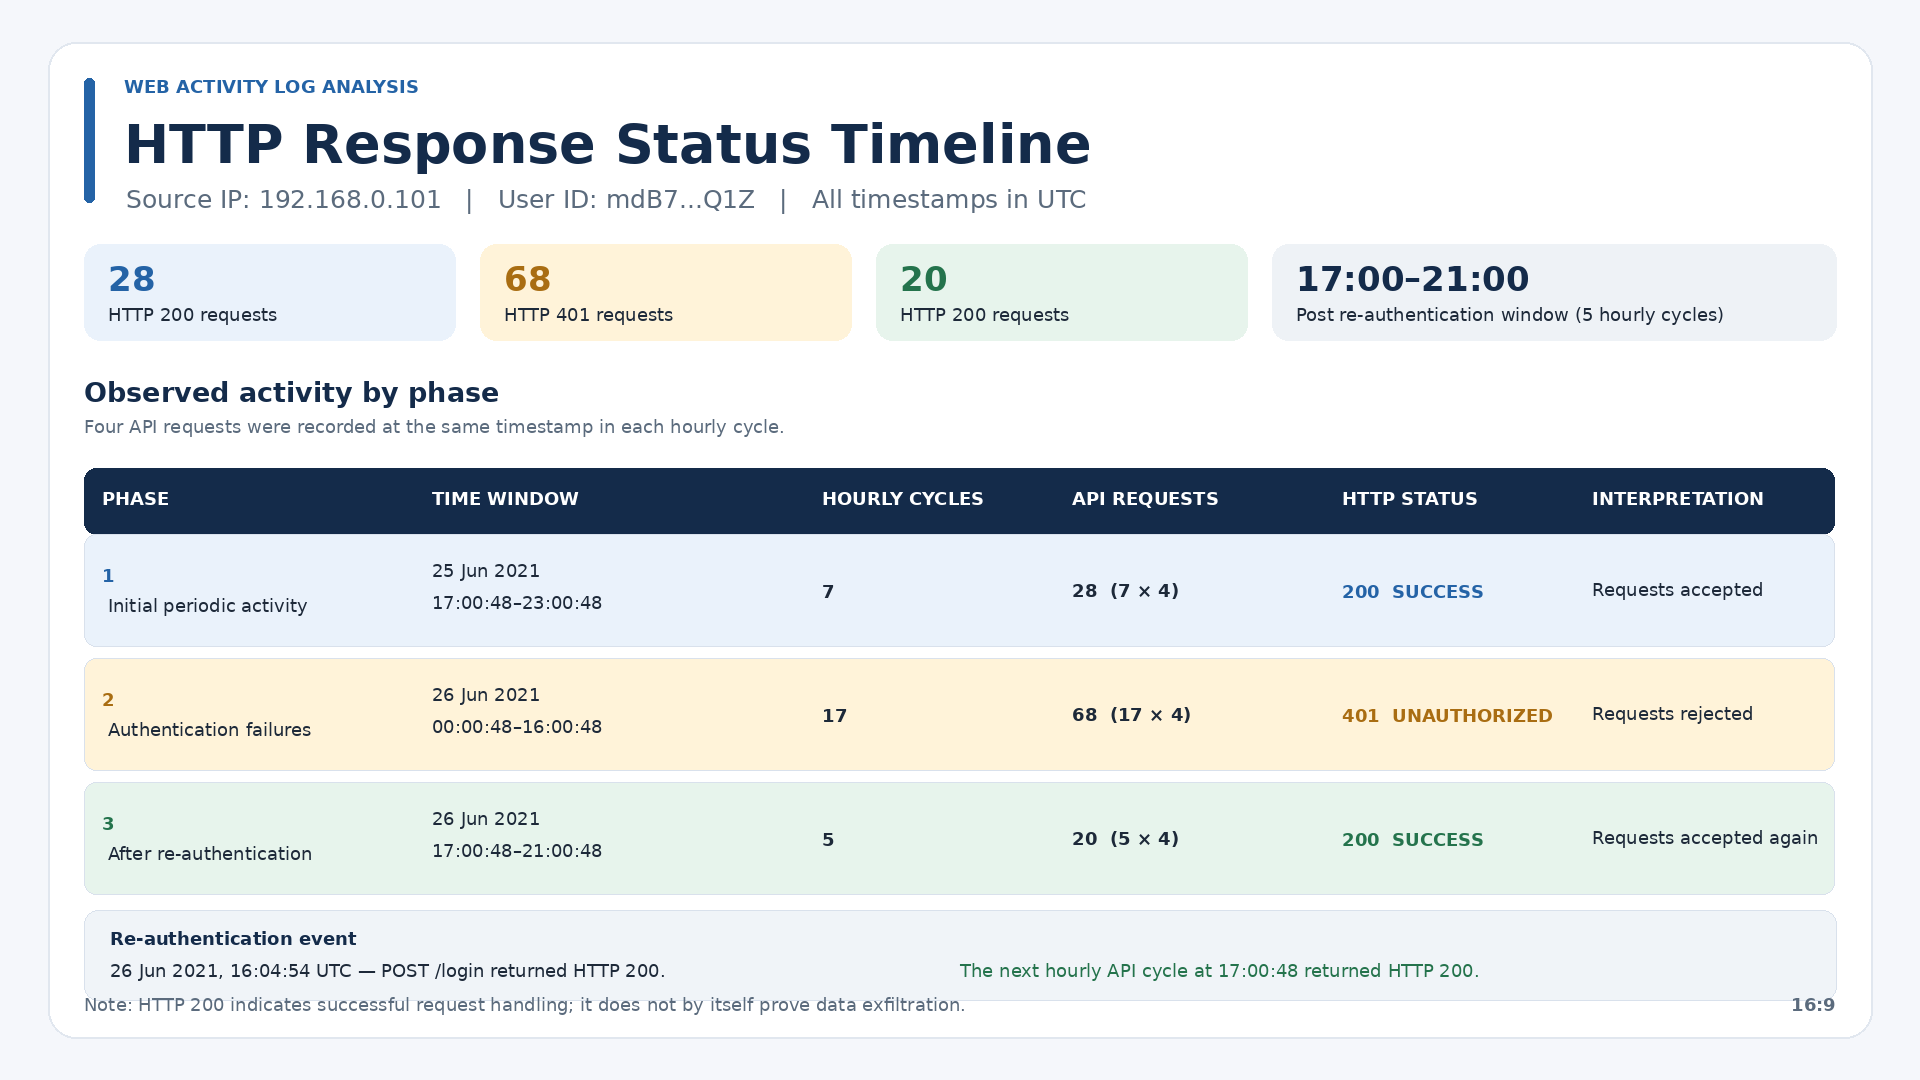 WEB ACTIVITY LOG ANALYSIS
HTTP Response Status Timeline
Source IP: 192.168.0.101 | User ID: mdB7...Q1Z | All timestamps in UTC
28
HTTP 200 requests
68
HTTP 401 requests
20
HTTP 200 requests
17:00–21:00
Post re-authentication window (5 hourly cycles)
Observed activity by phase
Four API requests were recorded at the same timestamp in each hourly cycle.
PHASE TIME WINDOW HOURLY CYCLES API REQUESTS HTTP STATUS INTERPRETATION
1
Initial periodic activity
25 Jun 2021
17:00:48–23:00:48
7
28 (7 × 4)
200 SUCCESS
Requests accepted
2
Authentication failures
26 Jun 2021
00:00:48–16:00:48
17
68 (17 × 4)
401 UNAUTHORIZED
Requests rejected
3
After re-authentication
26 Jun 2021
17:00:48–21:00:48
5
20 (5 × 4)
200 SUCCESS
Requests accepted again
Re-authentication event
26 Jun 2021, 16:04:54 UTC — POST /login returned HTTP 200.
The next hourly API cycle at 17:00:48 returned HTTP 200.
Note: HTTP 200 indicates successful request handling; it does not by itself prove data exfiltration.
16:9